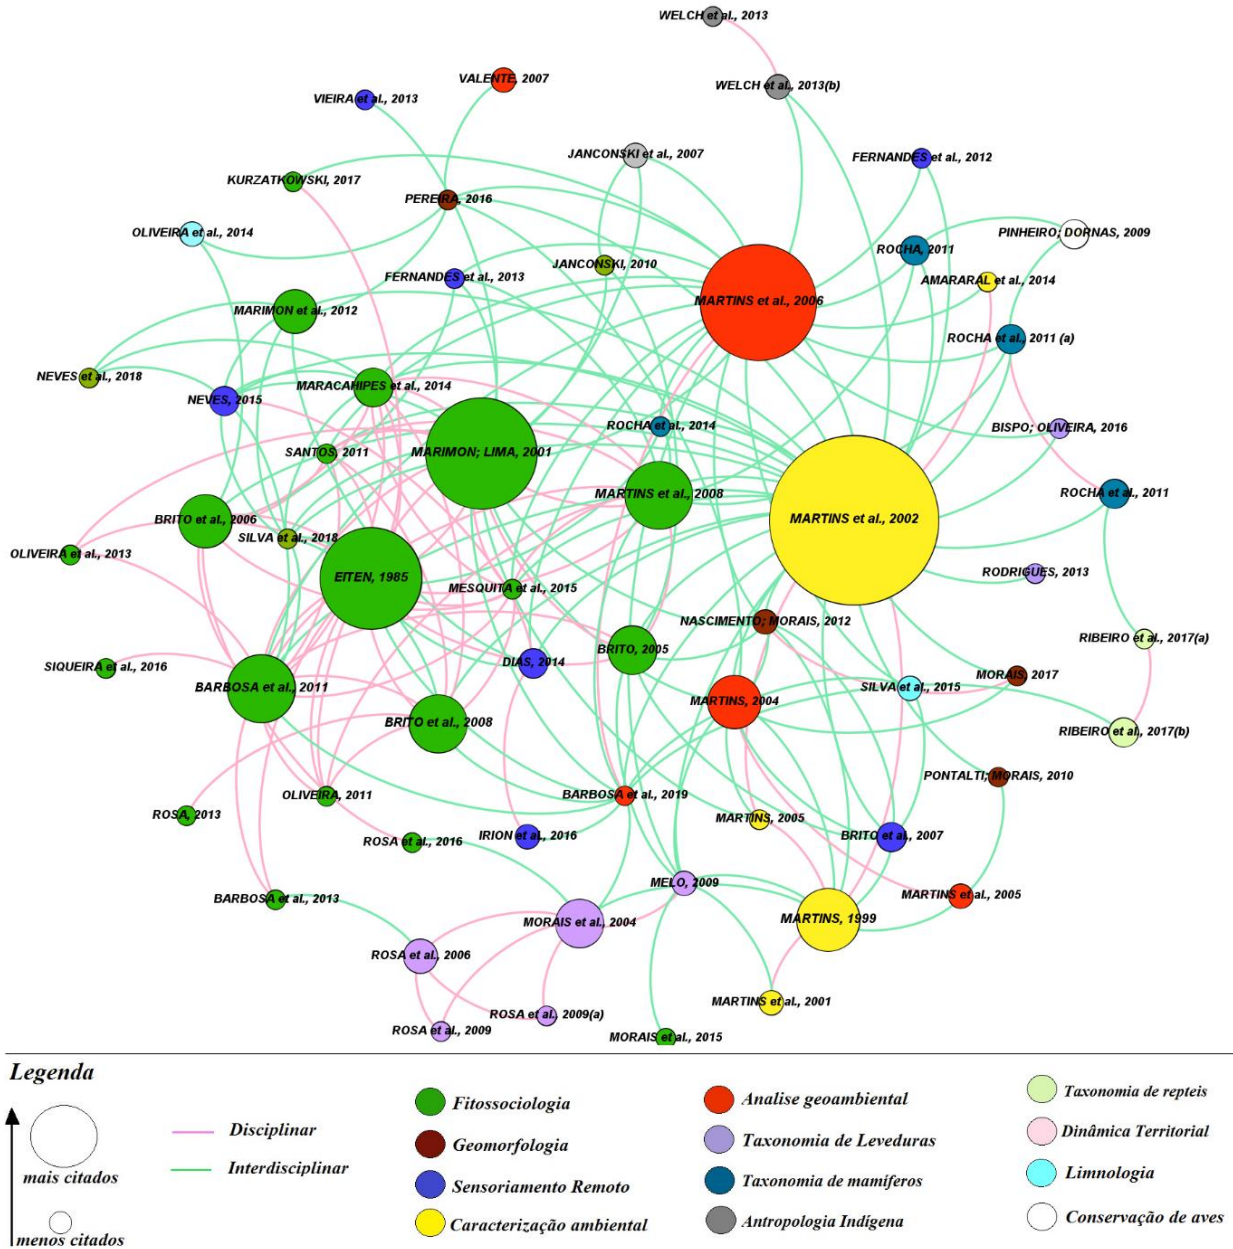 WELCH et al., 2013
VALENTE, 2007
WELCH et al., 2013(b)
VIEIRA et al., 2013
JANCONSKI et al., 2007
FERNANDES et al., 2012
KURZATKOWSKI, 2017
PEREIRA, 2016
OLIVEIRA et al., 2014
PINHEIRO; DORNAS, 2009
ROCHA, 2011
JANCONSKI, 2010
FERNANDES et al., 2013
AMARARAL et al., 2014
MARTINS et al., 2006
MARIMON et al., 2012
ROCHA et al., 2011 (a)
NEVES et al., 2018
MARACAHIPES et al., 2014
NEVES, 2015
ROCHA et al., 2014
BISPO; OLIVEIRA, 2016
SANTOS, 2011
MARIMON; LIMA, 2001
MARTINS et al., 2008
ROCHA et al., 2011
BRITO et al., 2006
MARTINS et al., 2002
SILVA et al., 2018
OLIVEIRA et al., 2013
EITEN, 1985
RODRIGUES, 2013
MESQUITA et al., 2015
NASCIMENTO; MORAIS, 2012
RIBEIRO et al., 2017(a)
BRITO, 2005
DIAS, 2014
SIQUEIRA et al., 2016
MORAIS, 2017
BARBOSA et al., 2011
SILVA et al., 2015
MARTINS, 2004
BRITO et al., 2008
RIBEIRO et al., 2017(b)
PONTALTI; MORAIS, 2010
OLIVEIRA, 2011
BARBOSA et al., 2019
ROSA, 2013
MARTINS, 2005
IRION et al., 2016
BRITO et al., 2007
ROSA et al., 2016
MELO, 2009
MARTINS et al., 2005
BARBOSA et al., 2013
MORAIS et al., 2004
MARTINS, 1999
ROSA et al., 2006
MARTINS et al., 2001
ROSA et al., 2009(a)
ROSA et al., 2009
MORAIS et al., 2015
Legenda
mais citados
menos citados
Disciplinar
Interdisciplinar
Fitossociologia
Geomorfologia
Sensoriamento Remoto
Caracterização ambiental
Analise geoambiental
Taxonomia de Leveduras
Taxonomia de mamíferos
Antropologia Indígena
Taxonomia de repteis
Dinâmica Territorial
Limnologia
Conservação de aves